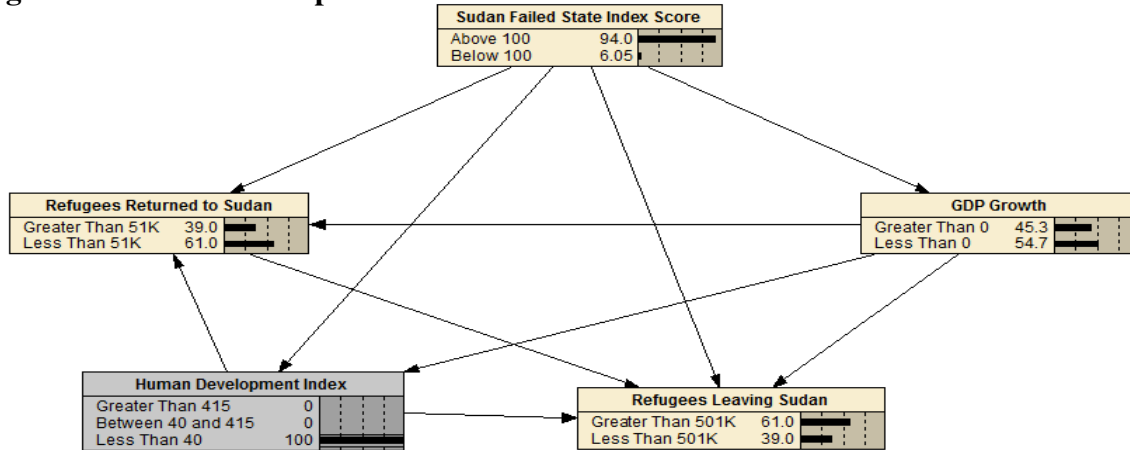 Sudan Failed State Index Score
Above 100 94.0
Below 100 6.05
Refugees Returned to Sudan
Greater Than 51K 39.0
Less Than 51K 61.0
GDP Growth
Greater Than 0 45.3
Less Than 0 54.7
Human Development Index
Greater Than 415 0
Between 40 and 415 0
Less Than 40 100
Refugees Leaving Sudan
Greater Than 501K 61.0
Less Than 501K 39.0